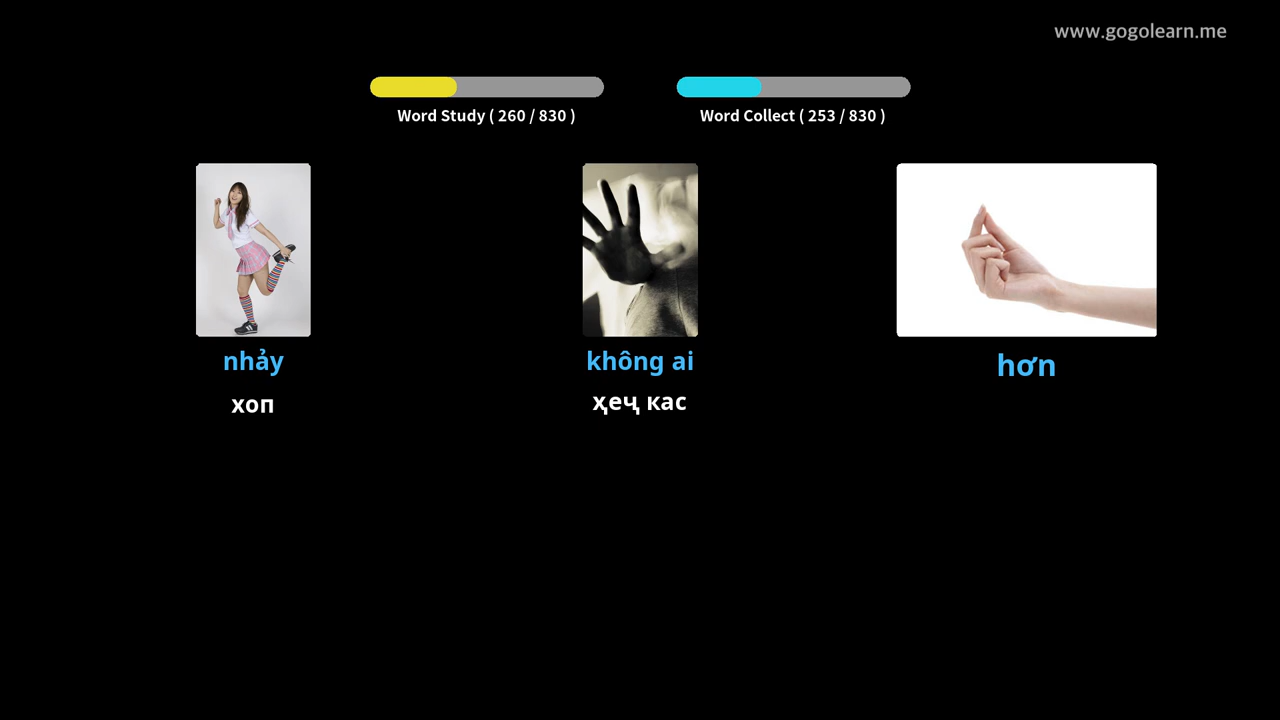 www.gogolearn.me
Word Study ( 260 / 830 )
Word Collect ( 253 / 830 )
nhảy
không ai
hơn
хоп
ҳеҷ кас